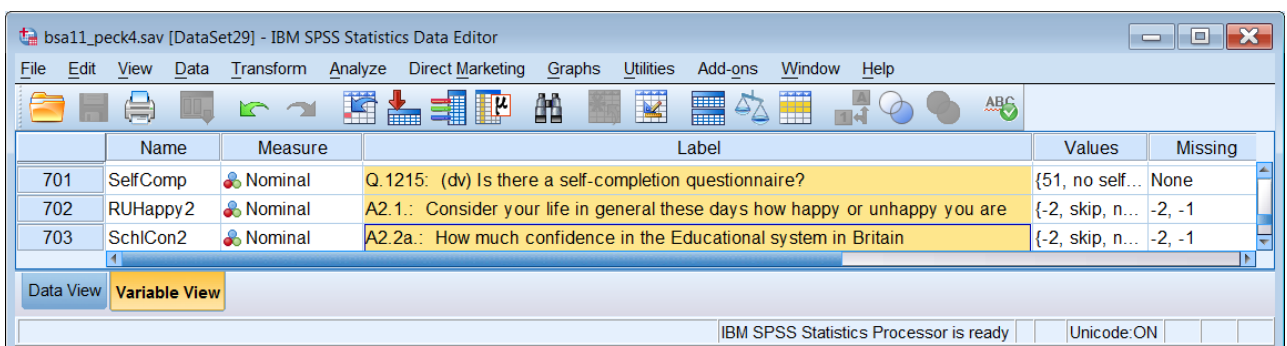 bsa11_peck4.sav [DataSet29] - IBM SPSS Statistics Data Editor
File Edit View Data Transform Analyze Direct Marketing Graphs Utilities Add-ons Window Help
Name Measure Label Values Missing
701 SelfComp Nominal Q.1215: (dv) Is there a self-completion questionnaire? {51, no self... None
702 RUHappy2 Nominal A2.1.: Consider your life in general these days how happy or unhappy you are {-2, skip, n... -2, -1
703 SchlCon2 Nominal A2.2a.: How much confidence in the Educational system in Britain {-2, skip, n... -2, -1
Data View Variable View
IBM SPSS Statistics Processor is ready Unicode:ON